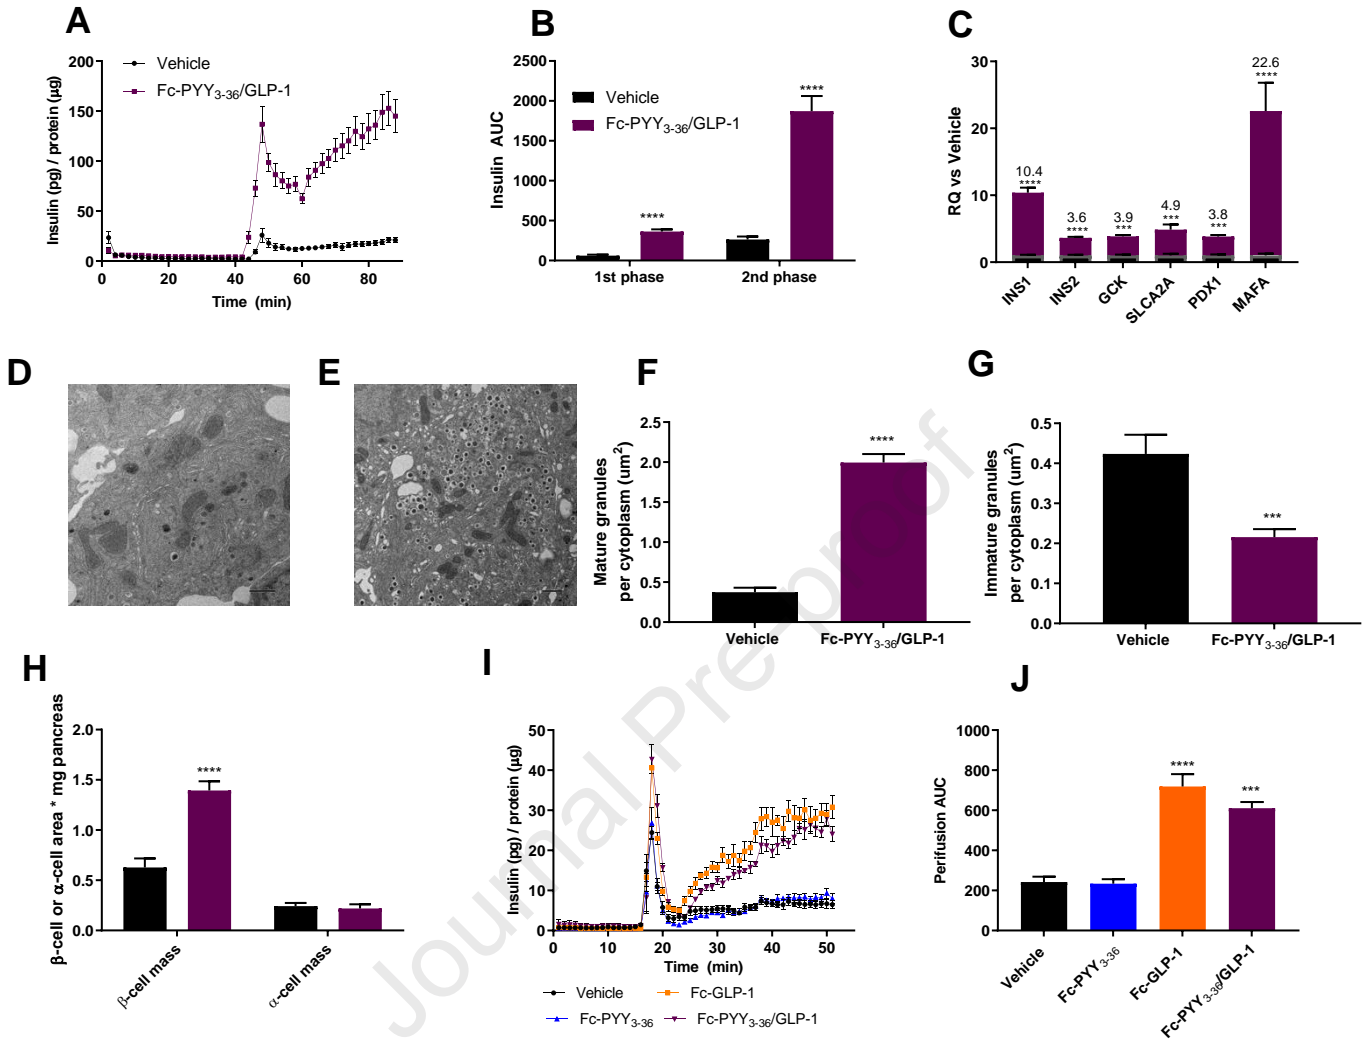 A
Insulin (pg) / protein (µg)
200
150
100
50
0
0 20 40 60 80
Time (min)
Vehicle
Fc-PYY3-36/GLP-1
B
Insulin AUC
2500
2000
1500
1000
500
0
Vehicle
Fc-PYY3-36/GLP-1
****
****
1st phase 2nd phase
C
RQ vs Vehicle
30
20
10
0
10.4
****
3.6
****
3.9
***
4.9
***
3.8
***
22.6
****
INS1
INS2
GCK
SLCA2A
PDX1
MAFA
D
E
F
Mature granules
per cytoplasm (um2)
2.5
2.0
1.5
1.0
0.5
0.0
****
Vehicle Fc-PYY3-36/GLP-1
G
Immature granules
per cytoplasm (um2)
0.5
0.4
0.3
0.2
0.1
0.0
***
Vehicle Fc-PYY3-36/GLP-1
H
β-cell or α-cell area * mg pancreas
2.0
1.5
1.0
0.5
0.0
****
β-cell mass
α-cell mass
I
Insulin (pg) / protein (µg)
50
40
30
20
10
0
0 10 20 30 40 50
Time (min)
Vehicle Fc-GLP-1
Fc-PYY3-36 Fc-PYY3-36/GLP-1
J
Perifusion AUC
1000
800
600
400
200
0
****
***
Vehicle
Fc-PYY3-36
Fc-GLP-1
Fc-PYY3-36/GLP-1
Journal Pre-proof